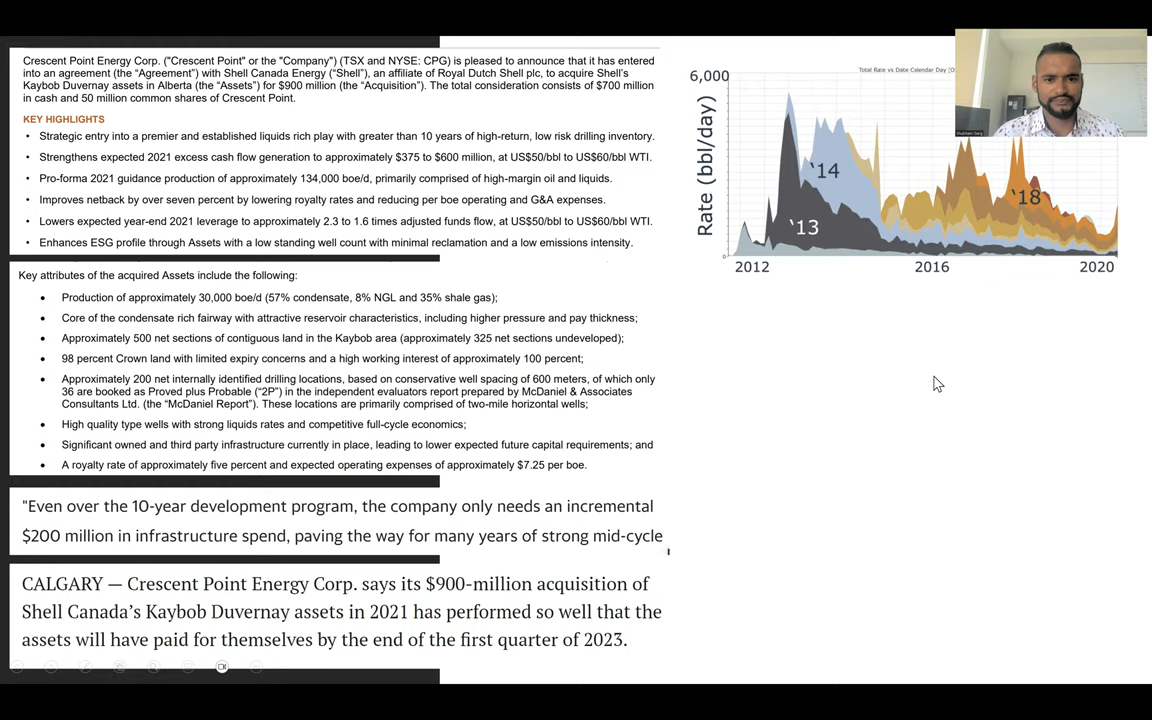 Crescent Point Energy Corp. ("Crescent Point" or the "Company") (TSX and NYSE: CPG) is pleased to announce that it has entered
into an agreement (the "Agreement") with Shell Canada Energy ("Shell"), an affiliate of Royal Dutch Shell plc, to acquire Shell's
Kaybob Duvernay assets in Alberta (the "Assets") for $900 million (the "Acquisition"). The total consideration consists of $700 million
in cash and 50 million common shares of Crescent Point.
KEY HIGHLIGHTS
• Strategic entry into a premier and established liquids rich play with greater than 10 years of high-return, low risk drilling inventory.
• Strengthens expected 2021 excess cash flow generation to approximately $375 to $600 million, at US$50/bbl to US$60/bbl WTI.
• Pro-forma 2021 guidance production of approximately 134,000 boe/d, primarily comprised of high-margin oil and liquids.
• Improves netback by over seven percent by lowering royalty rates and reducing per boe operating and G&A expenses.
• Lowers expected year-end 2021 leverage to approximately 2.3 to 1.6 times adjusted funds flow, at US$50/bbl to US$60/bbl WTI.
• Enhances ESG profile through Assets with a low standing well count with minimal reclamation and a low emissions intensity.
Key attributes of the acquired Assets include the following:
• Production of approximately 30,000 boe/d (57% condensate, 8% NGL and 35% shale gas);
• Core of the condensate rich fairway with attractive reservoir characteristics, including higher pressure and pay thickness;
• Approximately 500 net sections of contiguous land in the Kaybob area (approximately 325 net sections undeveloped);
• 98 percent Crown land with limited expiry concerns and a high working interest of approximately 100 percent;
• Approximately 200 net internally identified drilling locations, based on conservative well spacing of 600 meters, of which only
36 are booked as Proved plus Probable ("2P") in the independent evaluators report prepared by McDaniel & Associates
Consultants Ltd. (the "McDaniel Report"). These locations are primarily comprised of two-mile horizontal wells;
• High quality type wells with strong liquids rates and competitive full-cycle economics;
• Significant owned and third party infrastructure currently in place, leading to lower expected future capital requirements; and
• A royalty rate of approximately five percent and expected operating expenses of approximately $7.25 per boe.
"Even over the 10-year development program, the company only needs an incremental
$200 million in infrastructure spend, paving the way for many years of strong mid-cycle
CALGARY — Crescent Point Energy Corp. says its $900-million acquisition of
Shell Canada's Kaybob Duvernay assets in 2021 has performed so well that the
assets will have paid for themselves by the end of the first quarter of 2023.
Total Rate vs Date Calendar Day (O
6,000
Rate (bbl/day)
'14
'13
'18
0
2012
2016
2020